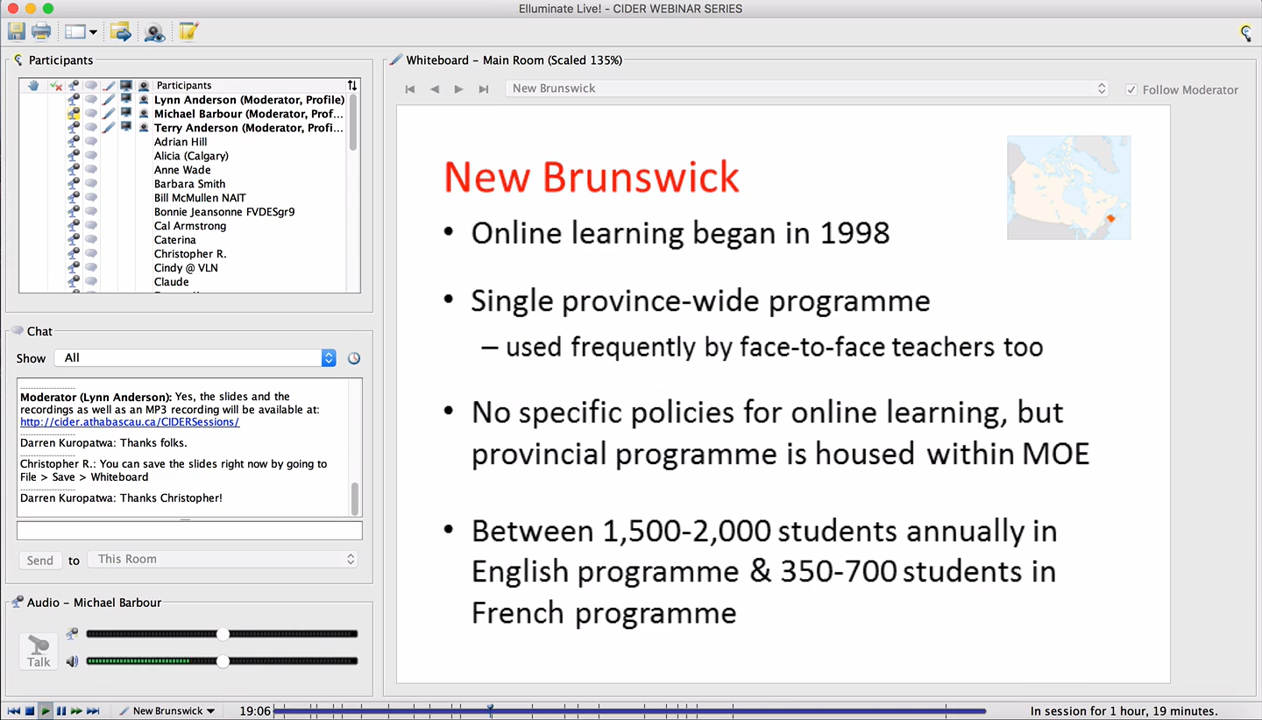 Elluminate Live! - CIDER WEBINAR SERIES
Participants
Participants
Lynn Anderson (Moderator, Profile)
Michael Barbour (Moderator, Prof...
Terry Anderson (Moderator, Profi...
Adrian Hill
Alicia (Calgary)
Anne Wade
Barbara Smith
Bill McMullen NAIT
Bonnie Jeansonne FVDESgr9
Cal Armstrong
Caterina
Christopher R.
Cindy @ VLN
Claude
Chat
Show All
Moderator (Lynn Anderson): Yes, the slides and the
recordings as well as an MP3 recording will be available at:
http://cider.athabascau.ca/CIDERSessions/
Darren Kuropatwa: Thanks folks.
Christopher R.: You can save the slides right now by going to
File > Save > Whiteboard
Darren Kuropatwa: Thanks Christopher!
Send to This Room
Audio - Michael Barbour
Talk
Whiteboard - Main Room (Scaled 135%)
New Brunswick
Follow Moderator
New Brunswick
• Online learning began in 1998
• Single province-wide programme
– used frequently by face-to-face teachers too
• No specific policies for online learning, but
provincial programme is housed within MOE
• Between 1,500-2,000 students annually in
English programme & 350-700 students in
French programme
New Brunswick
19:06
In session for 1 hour, 19 minutes.